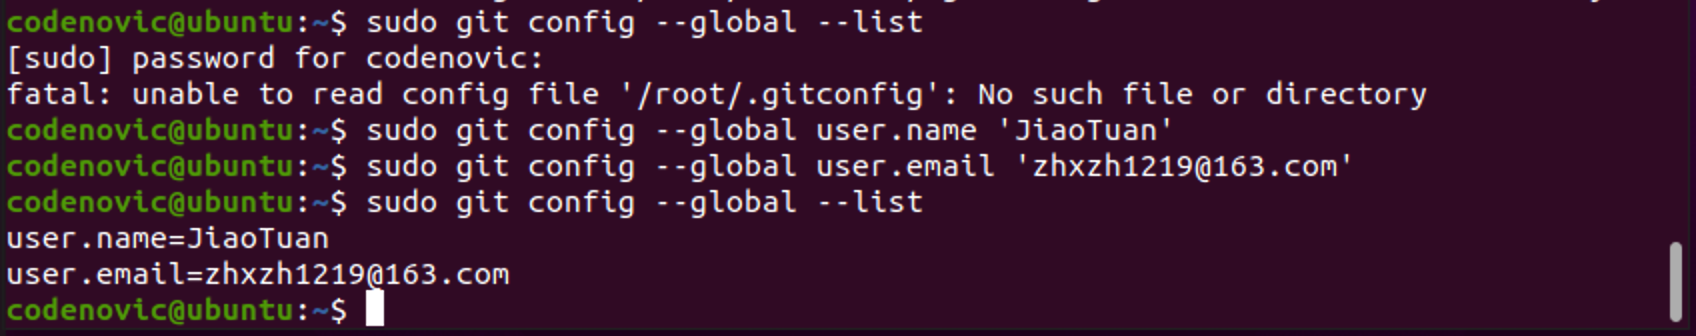 codenovic@ubuntu:~$ sudo git config --global --list
[sudo] password for codenovic:
fatal: unable to read config file '/root/.gitconfig': No such file or directory
codenovic@ubuntu:~$ sudo git config --global user.name 'JiaoTuan'
codenovic@ubuntu:~$ sudo git config --global user.email 'zhxzh1219@163.com'
codenovic@ubuntu:~$ sudo git config --global --list
user.name=JiaoTuan
user.email=zhxzh1219@163.com
codenovic@ubuntu:~$